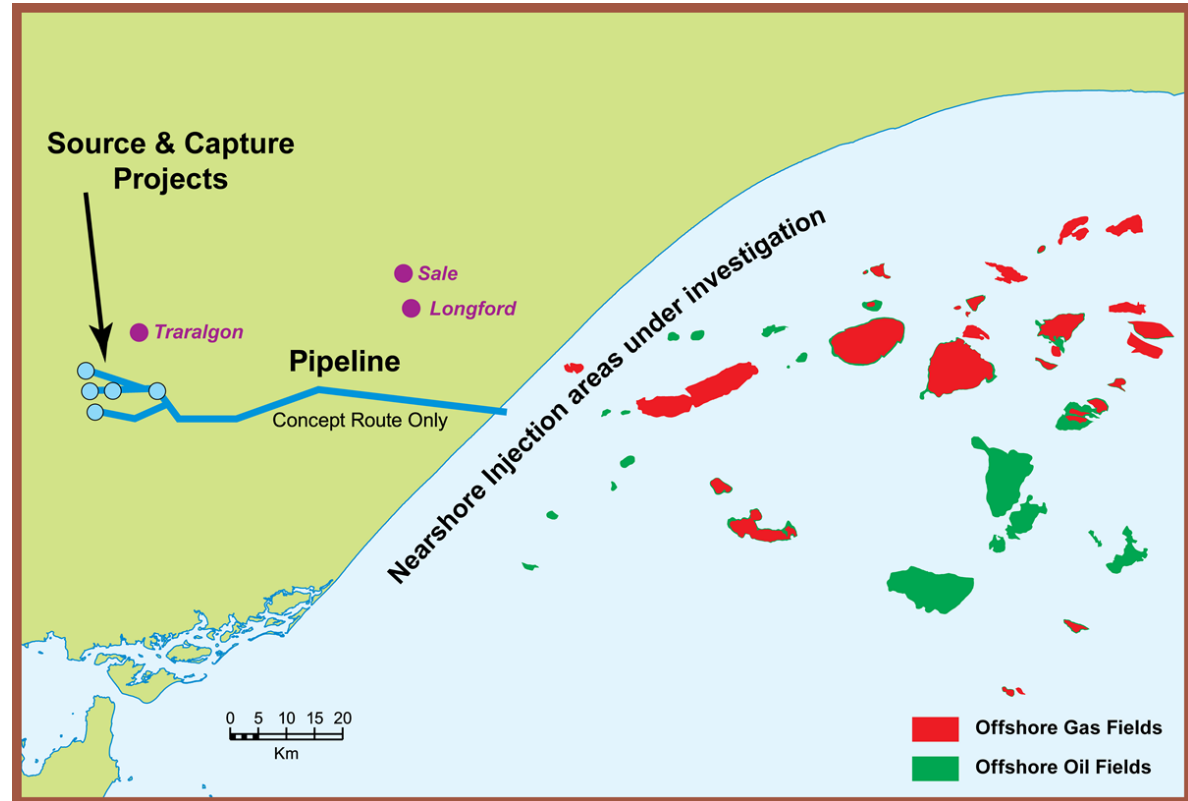 Source & Capture
Projects
Sale
Longford
Traralgon
Pipeline
Concept Route Only
Nearshore Injection areas under investigation
0 5 10 15 20
Km
Offshore Gas Fields
Offshore Oil Fields